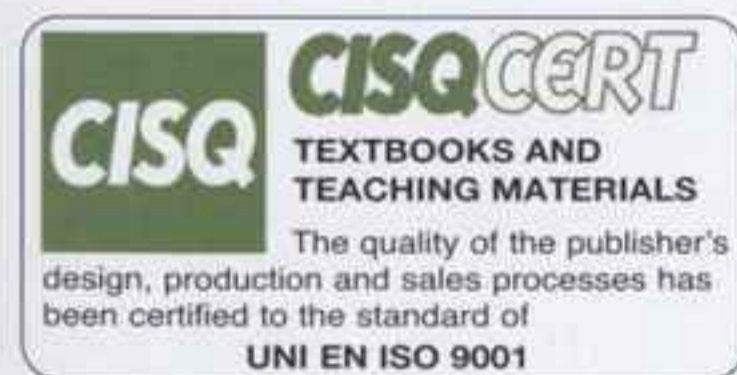 CISQ
CISQCERT
TEXTBOOKS AND
TEACHING MATERIALS
The quality of the publisher's
design, production and sales processes has
been certified to the standard of
UNI EN ISO 9001